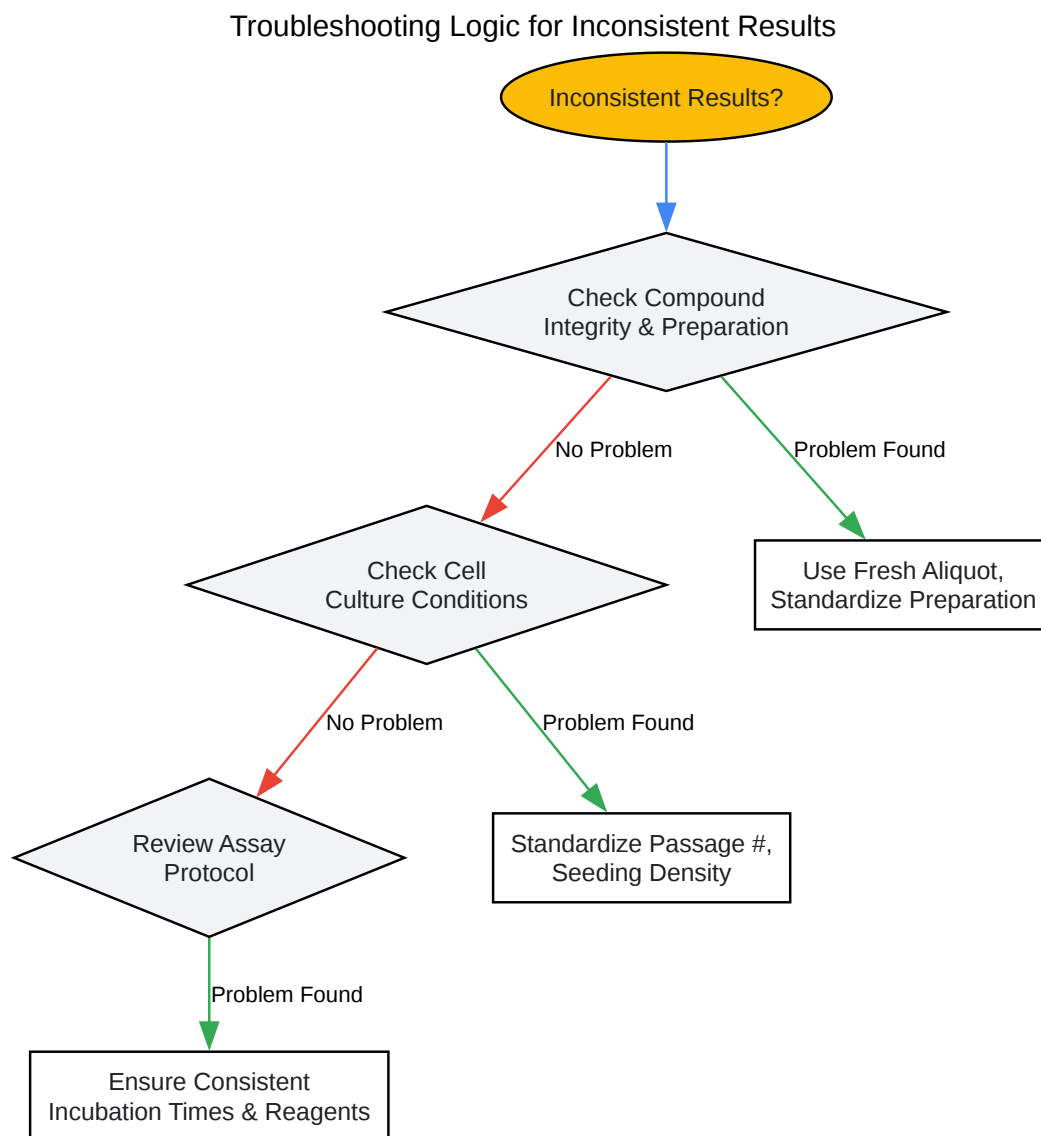 Troubleshooting Logic for Inconsistent Results
Inconsistent Results?
Check Compound
Integrity & Preparation
No Problem
Problem Found
Check Cell
Culture Conditions
Use Fresh Aliquot,
Standardize Preparation
No Problem
Problem Found
Review Assay
Protocol
Standardize Passage #,
Seeding Density
Problem Found
Ensure Consistent
Incubation Times & Reagents